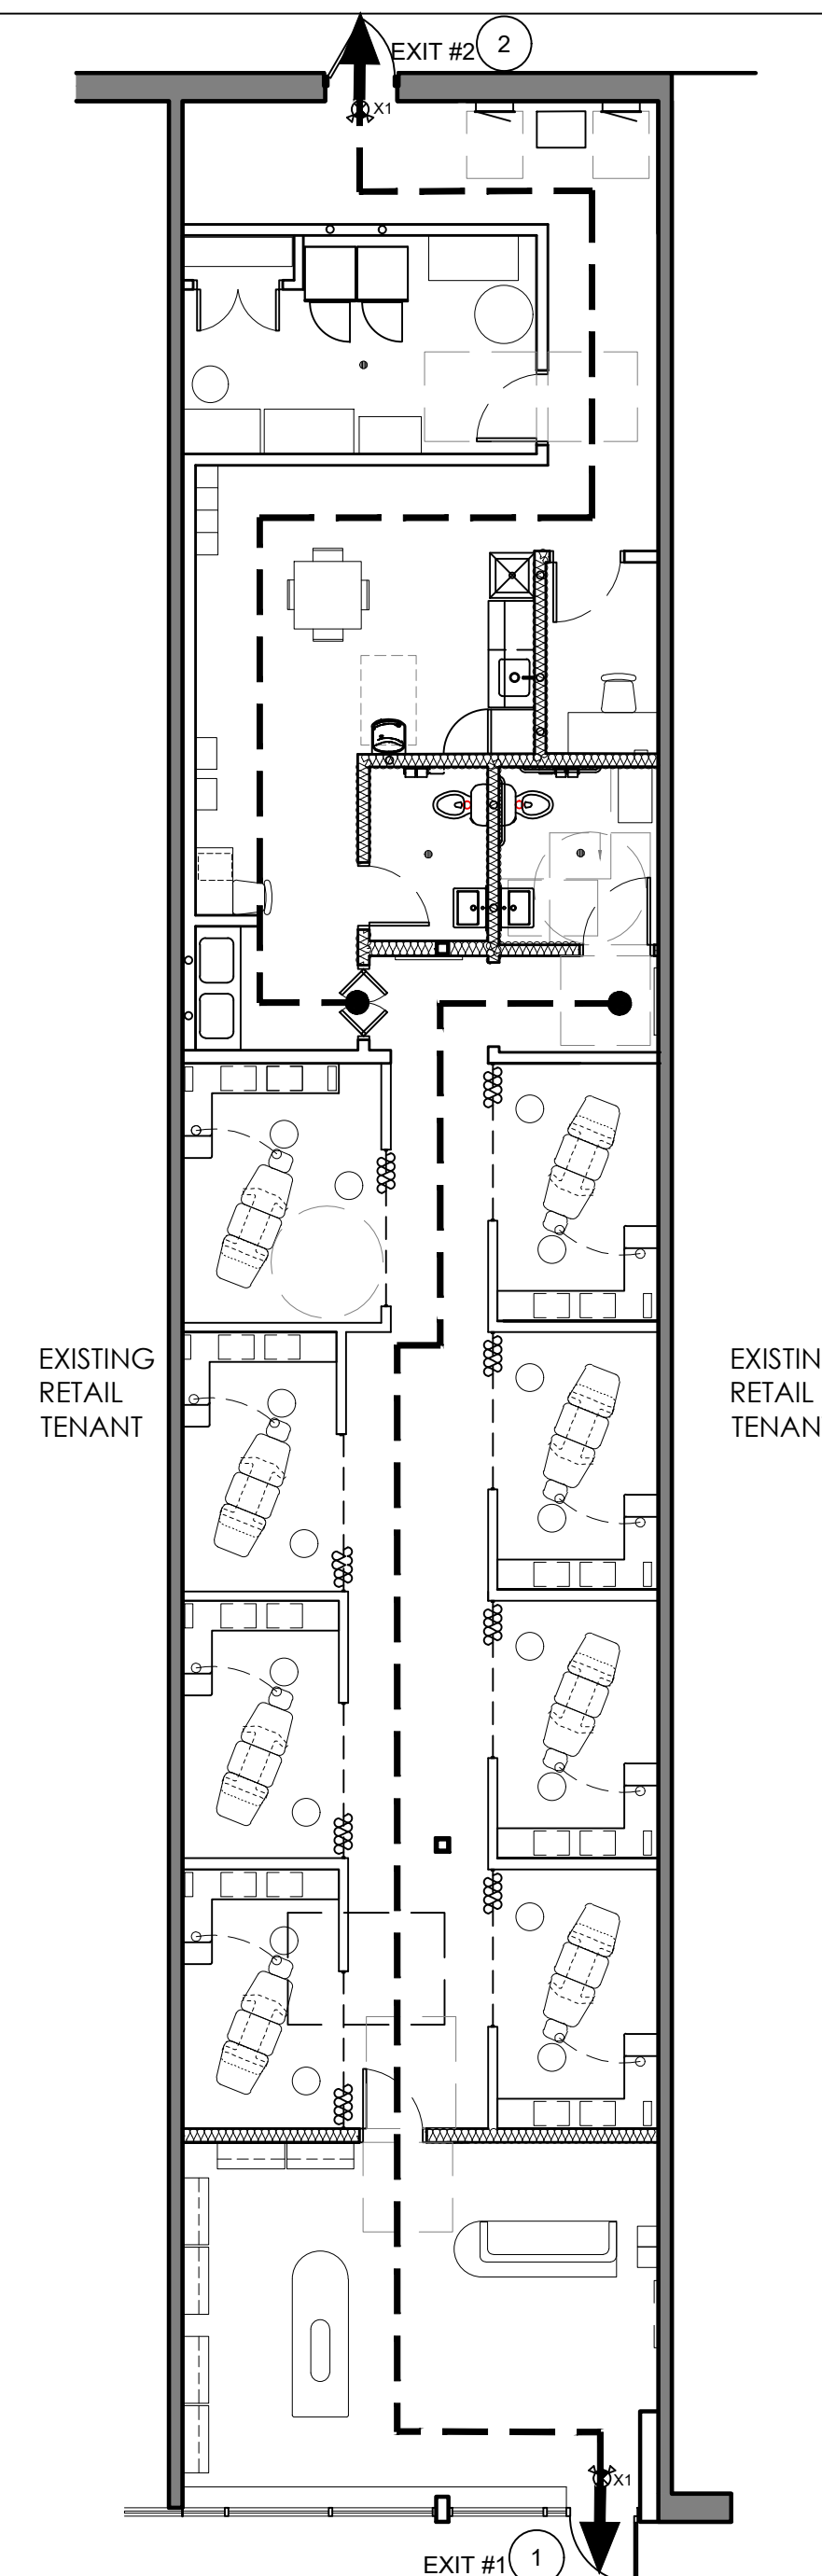 EXIT #2
2
X1
EXISTING
RETAIL
TENANT
EXISTIN
RETAIL
TENAN
X1
EXIT #1
1